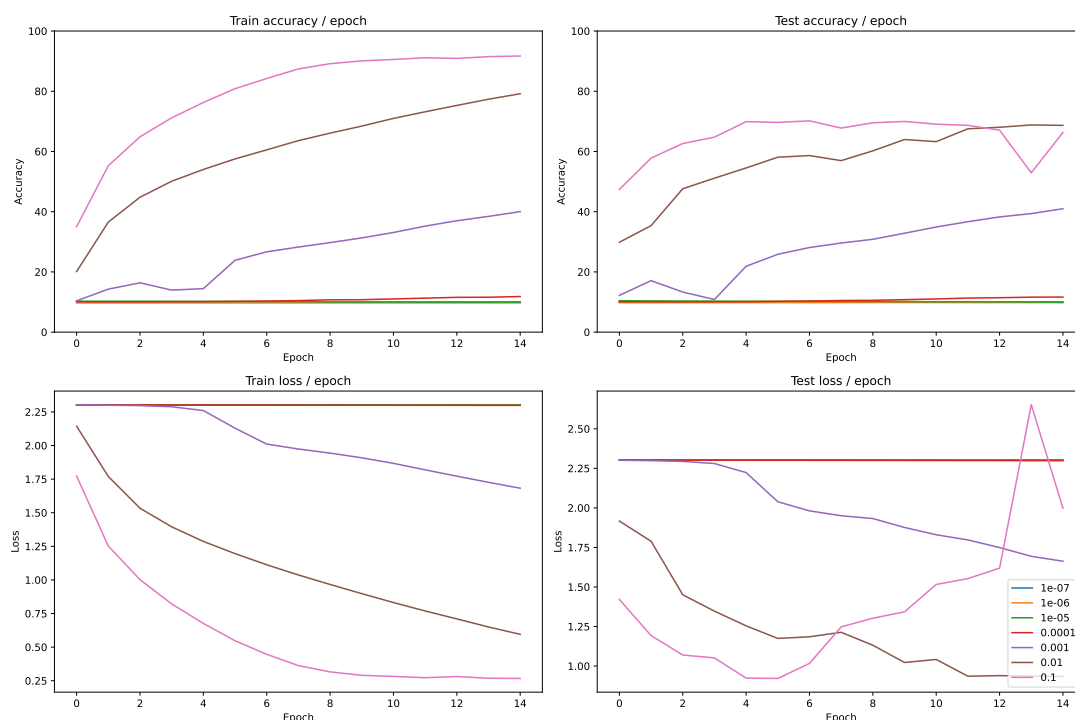 Train accuracy / epoch
Accuracy
100
80
60
40
20
0
0 2 4 6 8 10 12 14
Epoch
Test accuracy / epoch
Accuracy
100
80
60
40
20
0
0 2 4 6 8 10 12 14
Epoch
Train loss / epoch
Loss
2.25
2.00
1.75
1.50
1.25
1.00
0.75
0.50
0.25
0 2 4 6 8 10 12 14
Epoch
Test loss / epoch
Loss
2.50
2.25
2.00
1.75
1.50
1.25
1.00
0 2 4 6 8 10 12 14
Epoch
1e-07
1e-06
1e-05
0.0001
0.001
0.01
0.1